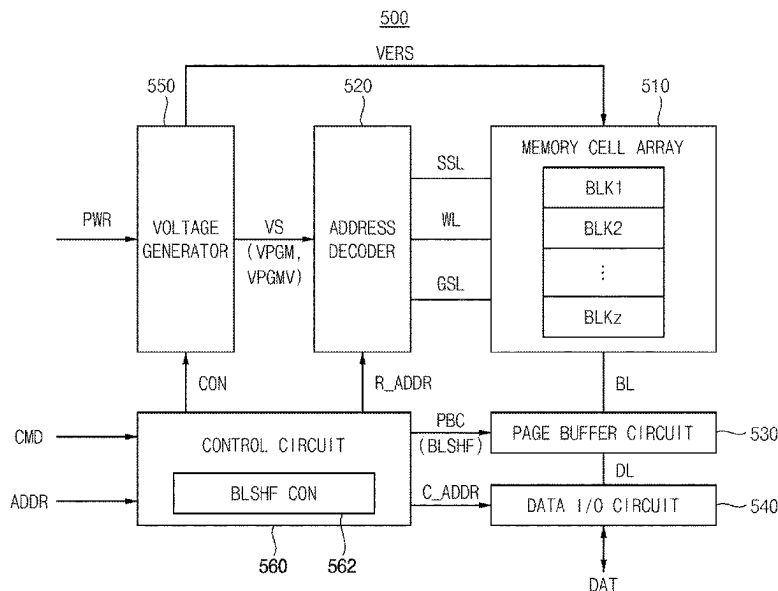 500
VERS
550
520
510
VOLTAGE
GENERATOR
ADDRESS
DECODER
MEMORY CELL ARRAY
BLK1
BLK2
⋮
BLKz
PWR
VS
(VPGM,
VPGMV)
SSL
WL
GSL
CON
R_ADDR
BL
CMD
ADDR
CONTROL CIRCUIT
BLSHF CON
PBC
(BLSHF)
C_ADDR
PAGE BUFFER CIRCUIT
530
DL
DATA I/O CIRCUIT
540
560
562
DAT